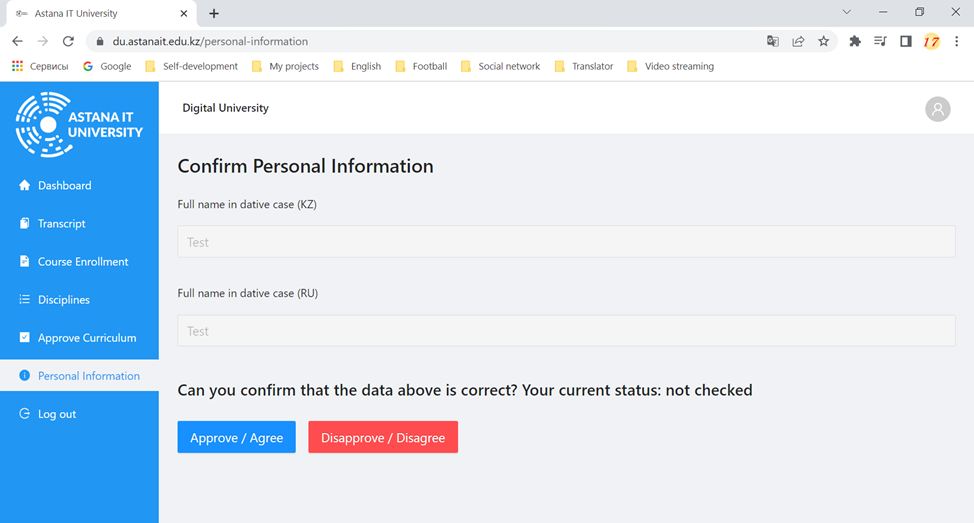 Astana IT University
du.astanait.edu.kz/personal-information
17
Сервисы Google Self-development My projects English Football Social network Translator Video streaming
ASTANA IT
UNIVERSITY
Digital University
Dashboard
Transcript
Course Enrollment
Disciplines
Approve Curriculum
Personal Information
Log out
Confirm Personal Information
Full name in dative case (KZ)
Test
Full name in dative case (RU)
Test
Can you confirm that the data above is correct? Your current status: not checked
Approve / Agree Disapprove / Disagree